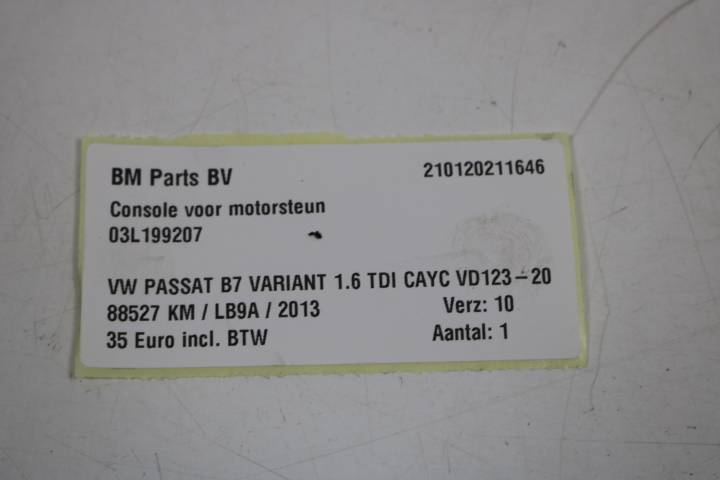 BM Parts BV 210120211646
Console voor motorsteun
03L199207
VW PASSAT B7 VARIANT 1.6 TDI CAYC VD123-20
88527 KM / LB9A / 2013 Verz: 10
35 Euro incl. BTW Aantal: 1